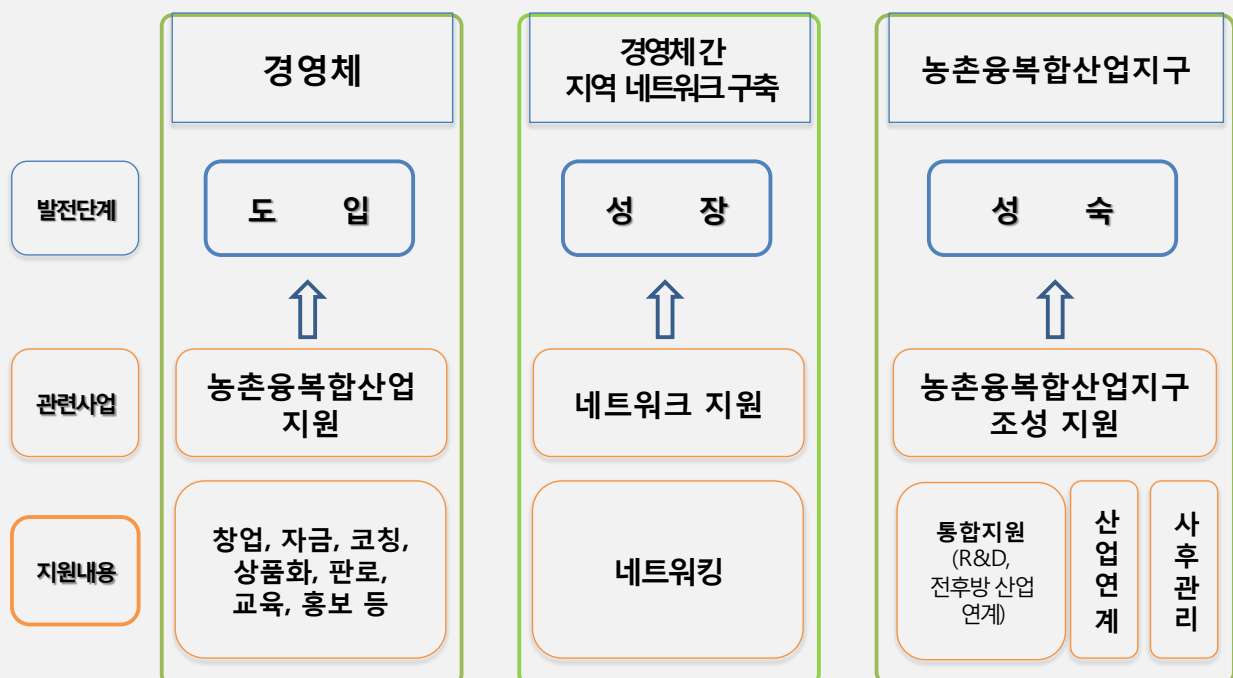 경영체
경영체 간
지역 네트워크 구축
농촌융복합산업지구
발전단계
도 입
성 장
성 숙
관련사업
농촌융복합산업
지원
네트워크 지원
농촌융복합산업지구
조성 지원
지원내용
창업, 자금, 코칭,
상품화, 판로,
교육, 홍보 등
네트워킹
통합지원
(R&D,
전후방 산업
연계)
산
업
연
계
사
후
관
리